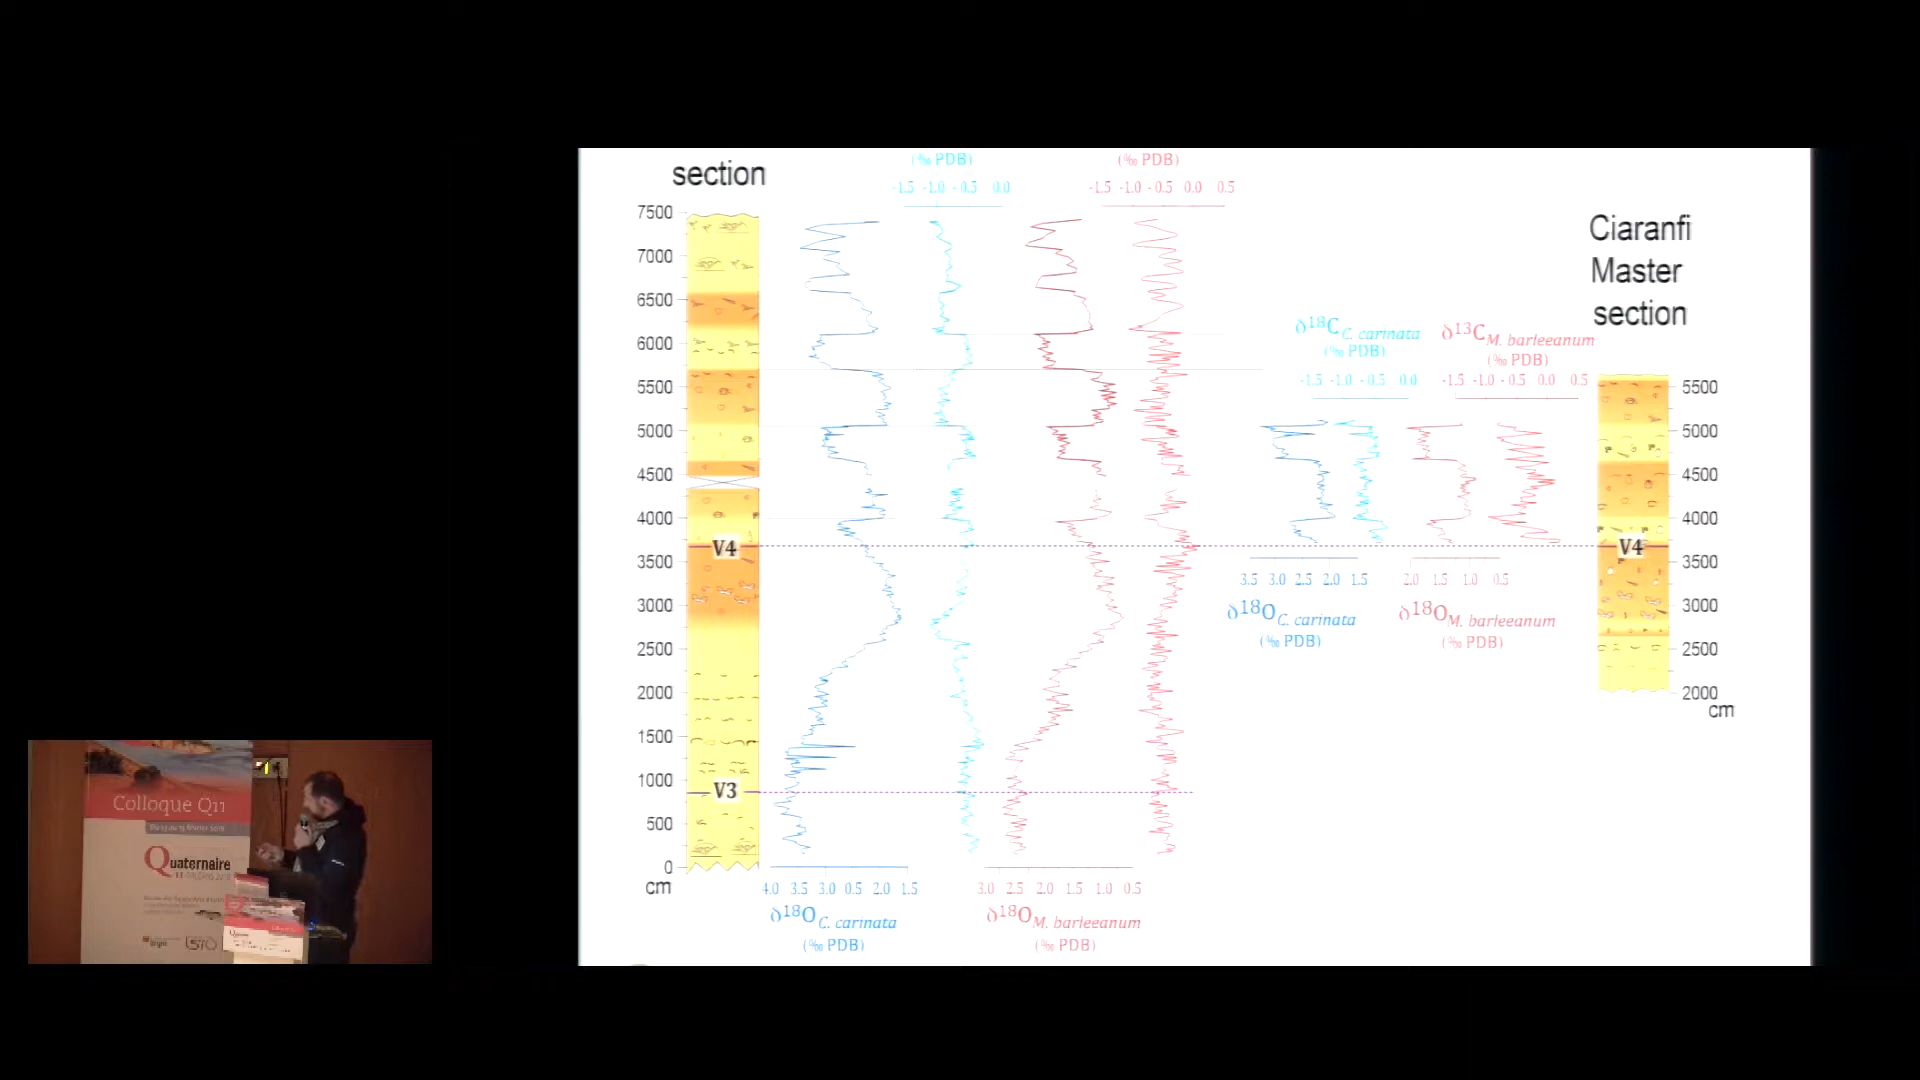 section
(‰ PDB)
-1.5 -1.0 - 0.5 0.0
(‰ PDB)
-1.5 -1.0 - 0.5 0.0 0.5
7500
7000
6500
6000
5500
5000
4500
4000
3500
3000
2500
2000
1500
1000
500
0
cm
V4
V3
4.0 3.5 3.0 0.5 2.0 1.5
δ18O C. carinata
(‰ PDB)
3.0 2.5 2.0 1.5 1.0 0.5
δ18O M. barleeanum
(‰ PDB)
δ18C C. carinata
(‰ PDB)
-1.5 -1.0 - 0.5 0.0
δ13C M. barleeanum
(‰ PDB)
-1.5 -1.0 - 0.5 0.0 0.5
3.5 3.0 2.5 2.0 1.5
δ18O C. carinata
(‰ PDB)
2.0 1.5 1.0 0.5
δ18O M. barleeanum
(‰ PDB)
Ciaranfi
Master
section
5500
5000
4500
4000
3500
3000
2500
2000
cm
V4
Colloque Q11
Quaternaire